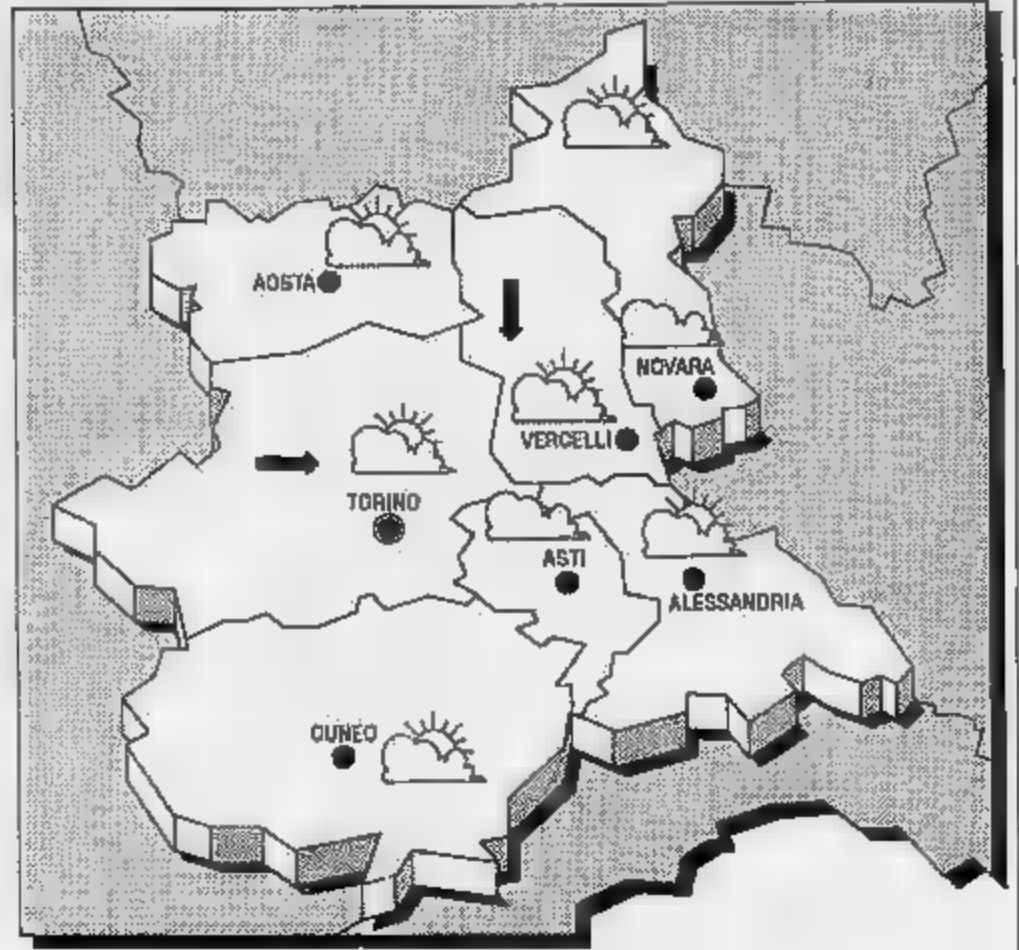 AOSTA
NOVARA
VERCELLI
TORINO
ASTI
ALESSANDRIA
CUNEO